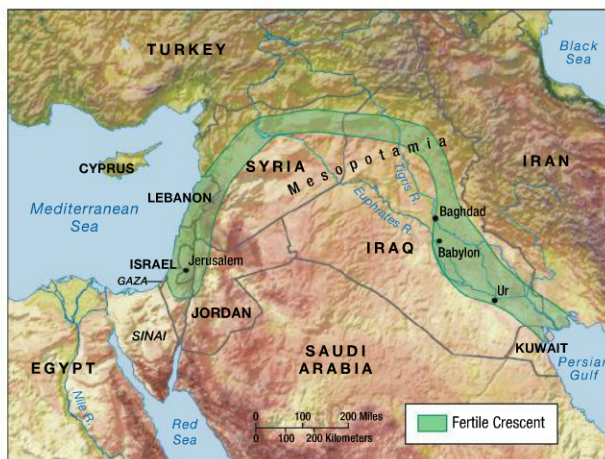 TURKEY
Black
Sea
CYPRUS
SYRIA
Mesopotamia
IRAN
LEBANON
Tigris R.
Mediterranean
Sea
Euphrates R.
Baghdad
IRAQ
Babylon
ISRAEL
Jerusalem
GAZA
Ur
JORDAN
SINAI
KUWAIT
EGYPT
SAUDI
ARABIA
Persian
Gulf
Nile R.
Red
Sea
0 100 200 Miles
0 100 200 Kilometers
Fertile Crescent